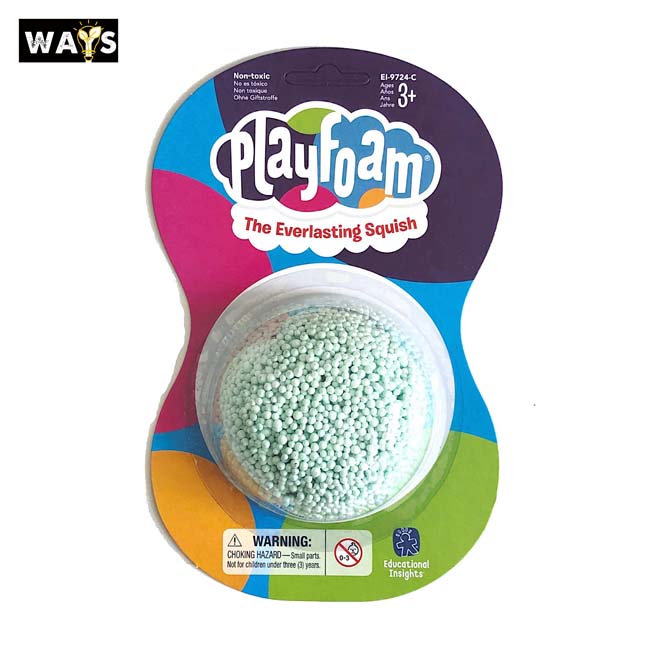 WAYS
Non-toxic
No es tóxico
Non toxique
Ohne Giftstoffe
EI-9724-C
Ages
Años
Ans
Jahre
3+
Playfoam®
The Everlasting Squish
WARNING:
CHOKING HAZARD—Small parts.
Not for children under three (3) years.
0-3
Educational
Insights®